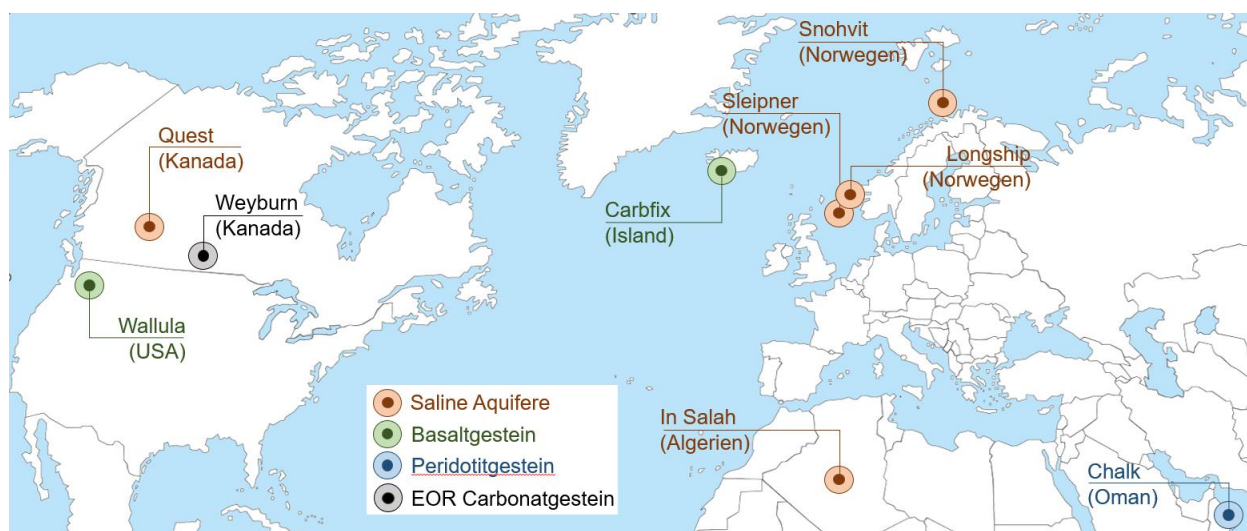 Snohvit
(Norwegen)
Sleipner
(Norwegen)
Quest
(Kanada)
Longship
(Norwegen)
Weyburn
(Kanada)
Carbfix
(Island)
Wallula
(USA)
Saline Aquifere
Basaltgestein
Peridotitgestein
EOR Carbonatgestein
In Salah
(Algerien)
Chalk
(Oman)